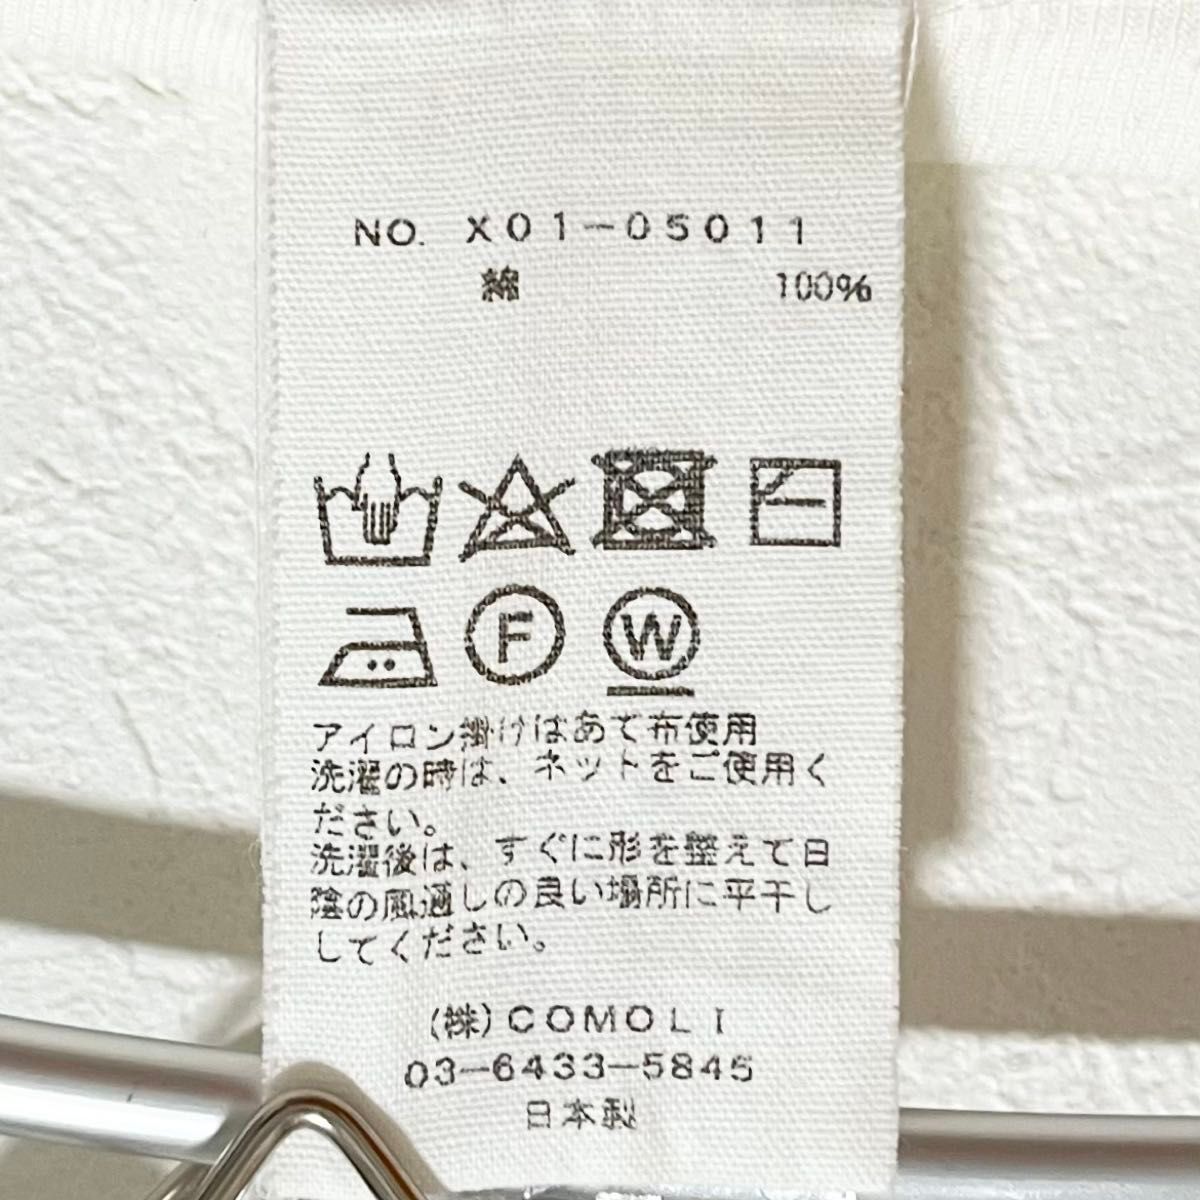 NO. X01-05011
綿 100%
F W
アイロン掛けはあて布使用
洗濯の時は、ネットをご使用く
ださい。
洗濯後は、すぐに形を整えて日
陰の風通しの良い場所に平干し
してください。
(株)COMOLI
03-6433-5845
日本製